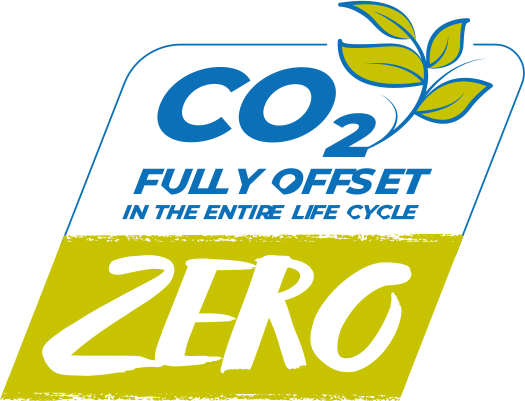 CO2
FULLY OFFSET
IN THE ENTIRE LIFE CYCLE
ZERO